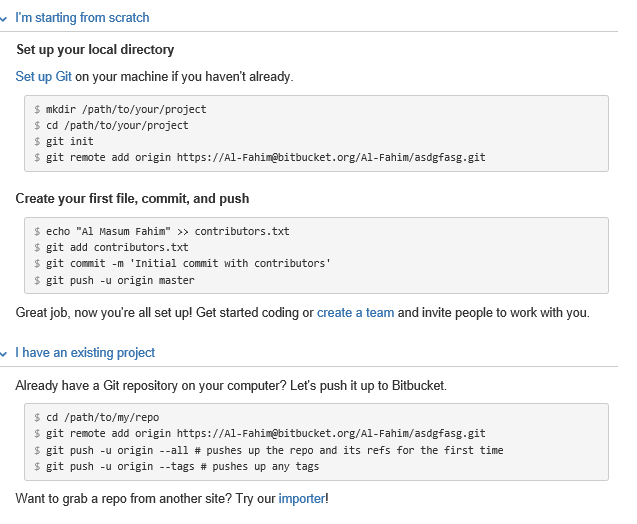 I'm starting from scratch
Set up your local directory
Set up Git on your machine if you haven't already.
$ mkdir /path/to/your/project
$ cd /path/to/your/project
$ git init
$ git remote add origin https://Al-Fahim@bitbucket.org/Al-Fahim/asdgfasg.git
Create your first file, commit, and push
$ echo "Al Masum Fahim" >> contributors.txt
$ git add contributors.txt
$ git commit -m 'Initial commit with contributors'
$ git push -u origin master
Great job, now you're all set up! Get started coding or create a team and invite people to work with you.
I have an existing project
Already have a Git repository on your computer? Let's push it up to Bitbucket.
$ cd /path/to/my/repo
$ git remote add origin https://Al-Fahim@bitbucket.org/Al-Fahim/asdgfasg.git
$ git push -u origin --all # pushes up the repo and its refs for the first time
$ git push -u origin --tags # pushes up any tags
Want to grab a repo from another site? Try our importer!